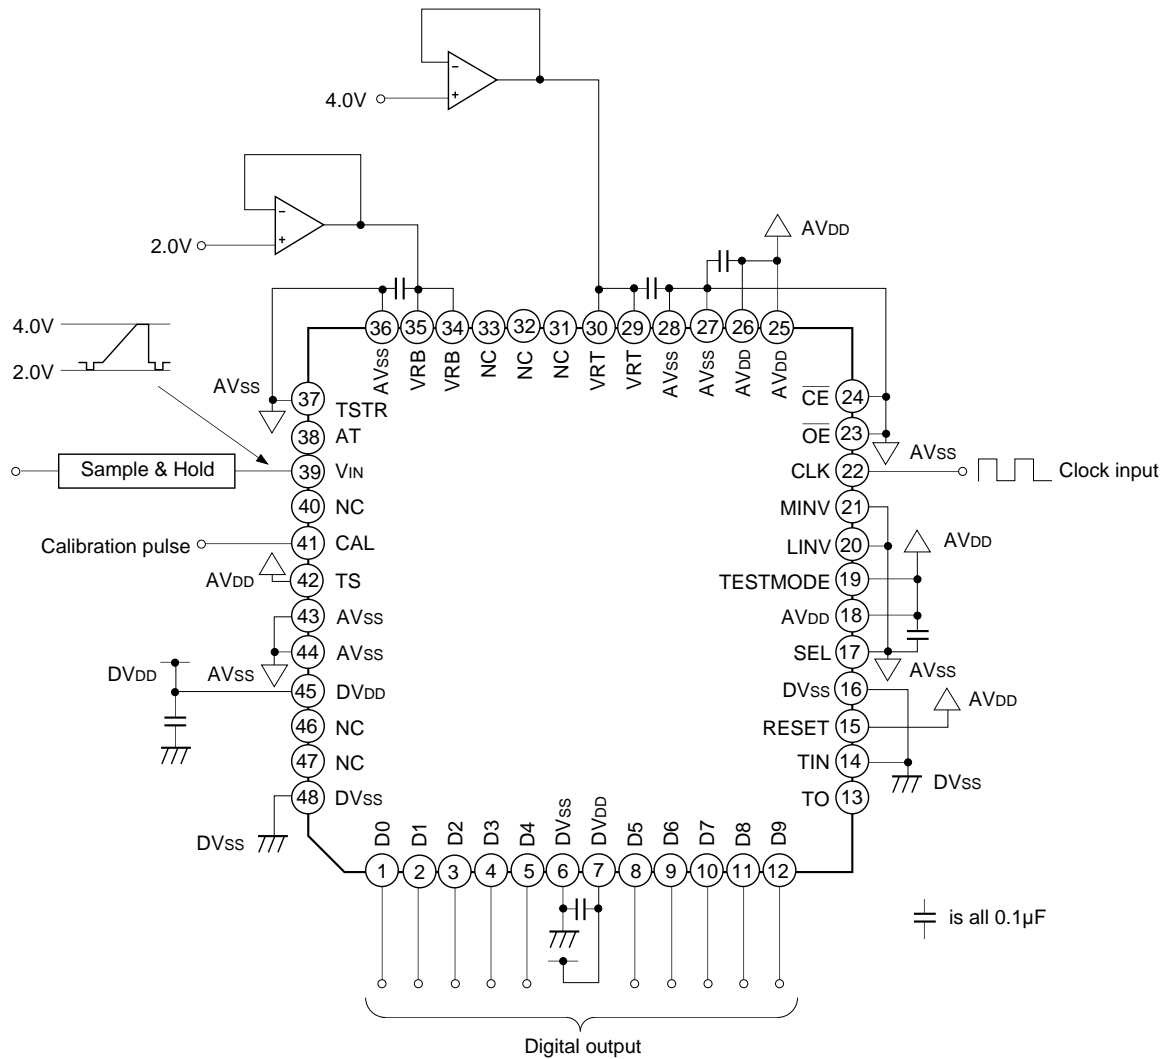 4.0V
−
+
2.0V
−
+
AVDD
4.0V
2.0V
36 35 34 33 32 31 30 29 28 27 26 25
AVSS VRB VRB NC NC NC VRT VRT AVSS AVSS AVDD AVDD
AVSS
37 TSTR
38 AT
Sample & Hold
39 VIN
40 NC
Calibration pulse
41 CAL
AVDD
42 TS
43 AVSS
44 AVSS
AVSS
DVDD
45 DVDD
46 NC
47 NC
48 DVSS
DVSS
CE 24
OE 23
AVSS
CLK 22
Clock input
MINV 21
LINV 20
AVDD
TESTMODE 19
AVDD 18
SEL 17
AVSS
DVSS 16
AVDD
RESET 15
TIN 14
DVSS
TO 13
D0 D1 D2 D3 D4 DVSS DVDD D5 D6 D7 D8 D9
1 2 3 4 5 6 7 8 9 10 11 12
is all 0.1µF
Digital output